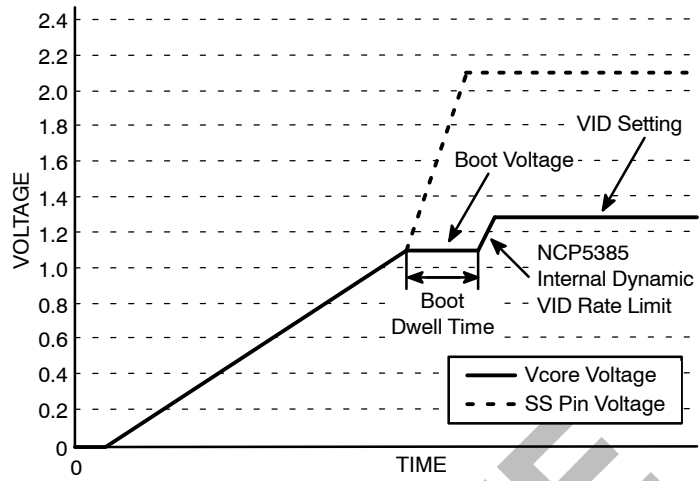 2.4
2.2
2.0
1.8
1.6
1.4
1.2
1.0
0.8
0.6
0.4
0.2
0
0
VOLTAGE
TIME
VID Setting
Boot Voltage
NCP5385
Internal Dynamic
VID Rate Limit
Boot
Dwell Time
Vcore Voltage
SS Pin Voltage